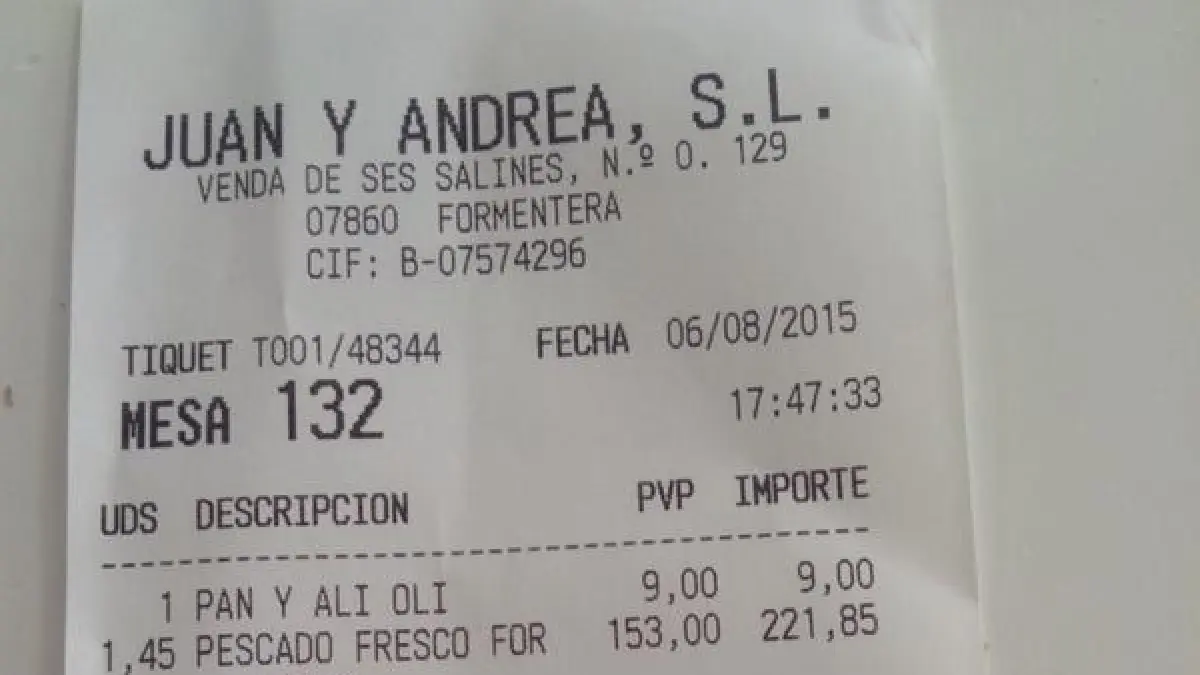 JUAN Y ANDREA, S.L.
VENDA DE SES SALINES, N.º 0. 129
07860 FORMENTERA
CIF: B-07574296
TIQUET T001/48344 FECHA 06/08/2015
MESA 132 17:47:33
UDS DESCRIPCION PVP IMPORTE
1 PAN Y ALI OLI 9,00 9,00
1,45 PESCADO FRESCO FOR 153,00 221,85